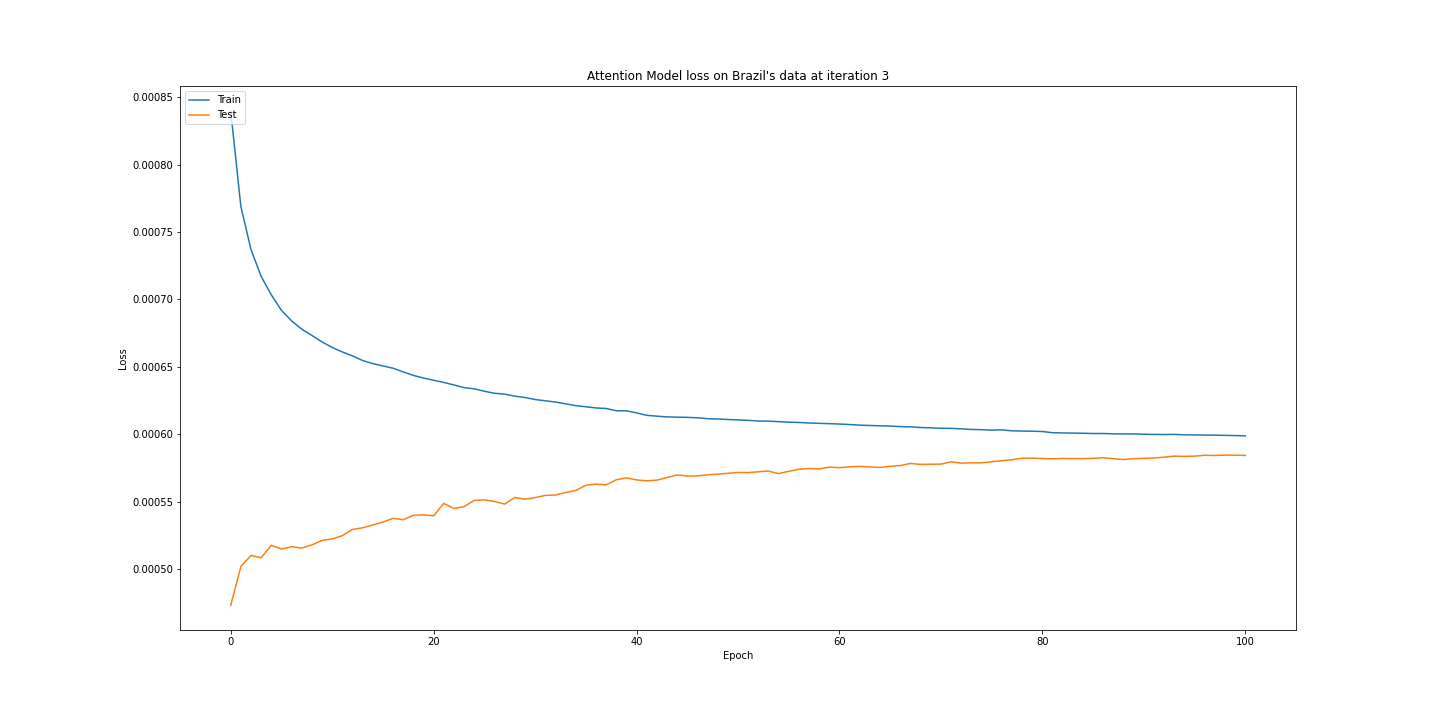 Attention Model loss on Brazil's data at iteration 3
Train
Test
0.00085
0.00080
0.00075
0.00070
0.00065
0.00060
0.00055
0.00050
Loss
0 20 40 60 80 100
Epoch